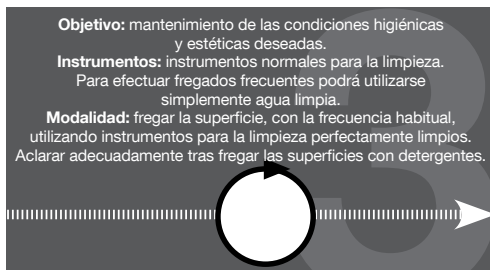 Objetivo: mantenimiento de las condiciones higiénicas
y estéticas deseadas.
Instrumentos: instrumentos normales para la limpieza.
Para efectuar fregados frecuentes podrá utilizarse
simplemente agua limpia.
Modalidad: fregar la superficie, con la frecuencia habitual,
utilizando instrumentos para la limpieza perfectamente limpios.
Aclarar adecuadamente tras fregar las superficies con detergentes.
3